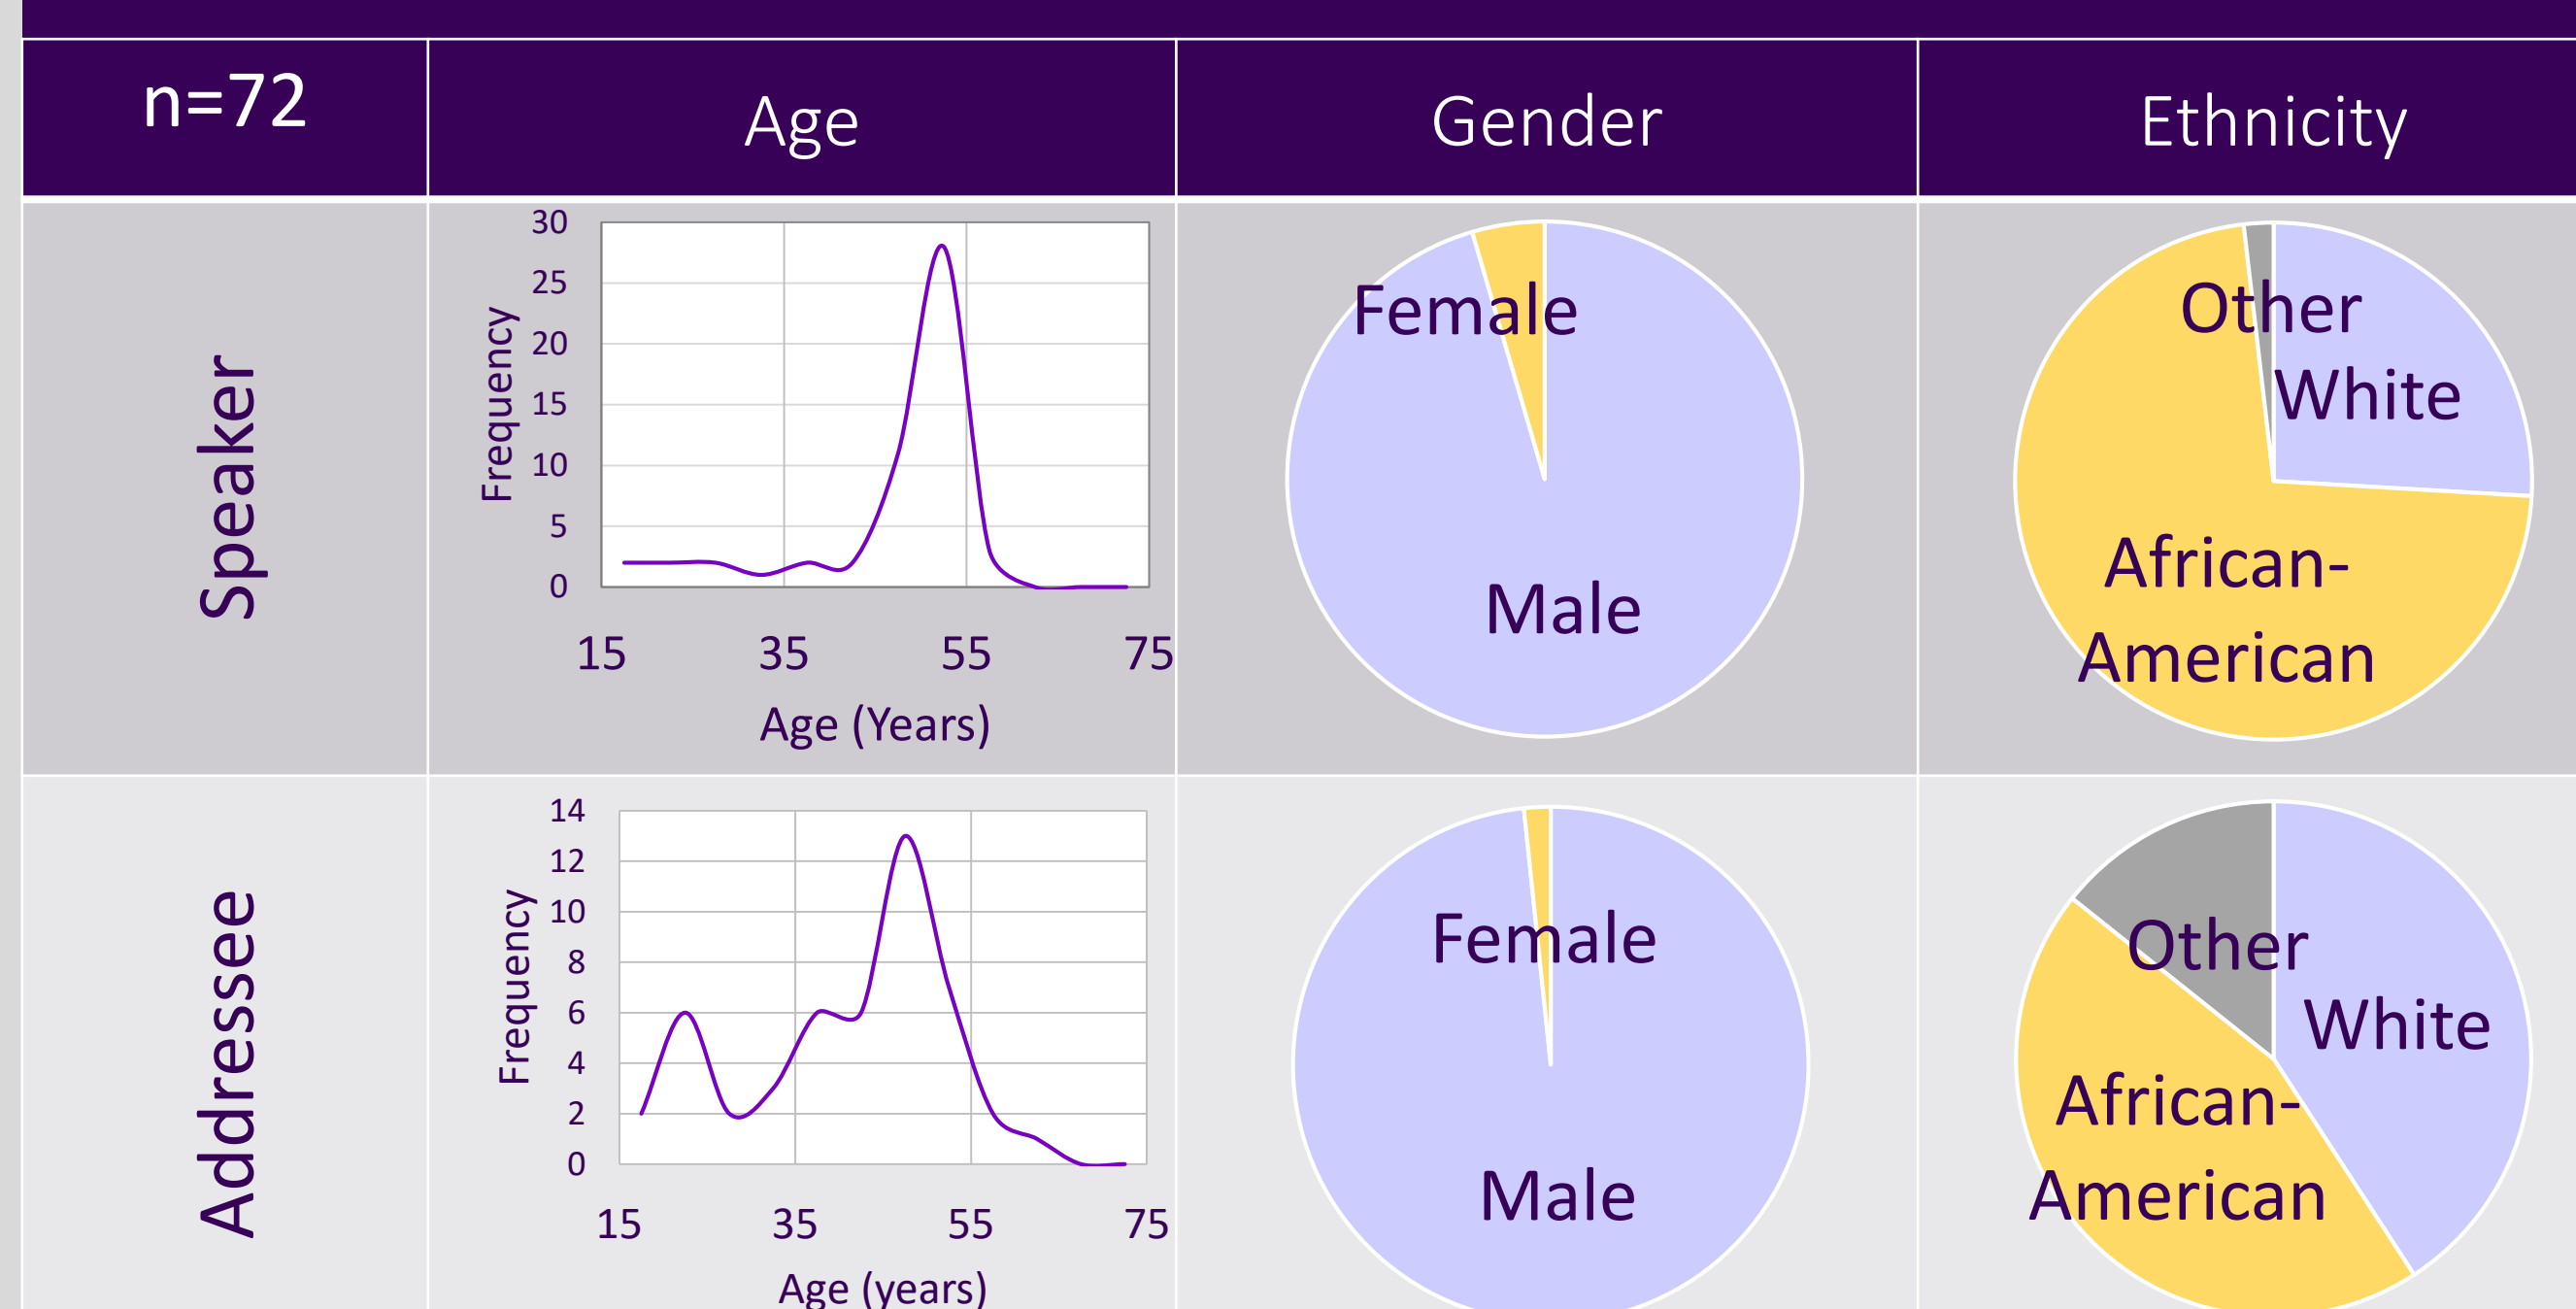 n=72
Age
Gender
Ethnicity
Speaker
Frequency
30
25
20
15
10
5
0
15
35
55
75
Age (Years)
Female
Male
Other
White
African-
American
Addressee
Frequency
14
12
10
8
6
4
2
0
15
35
55
75
Age (years)
Female
Male
Other
White
African-
American